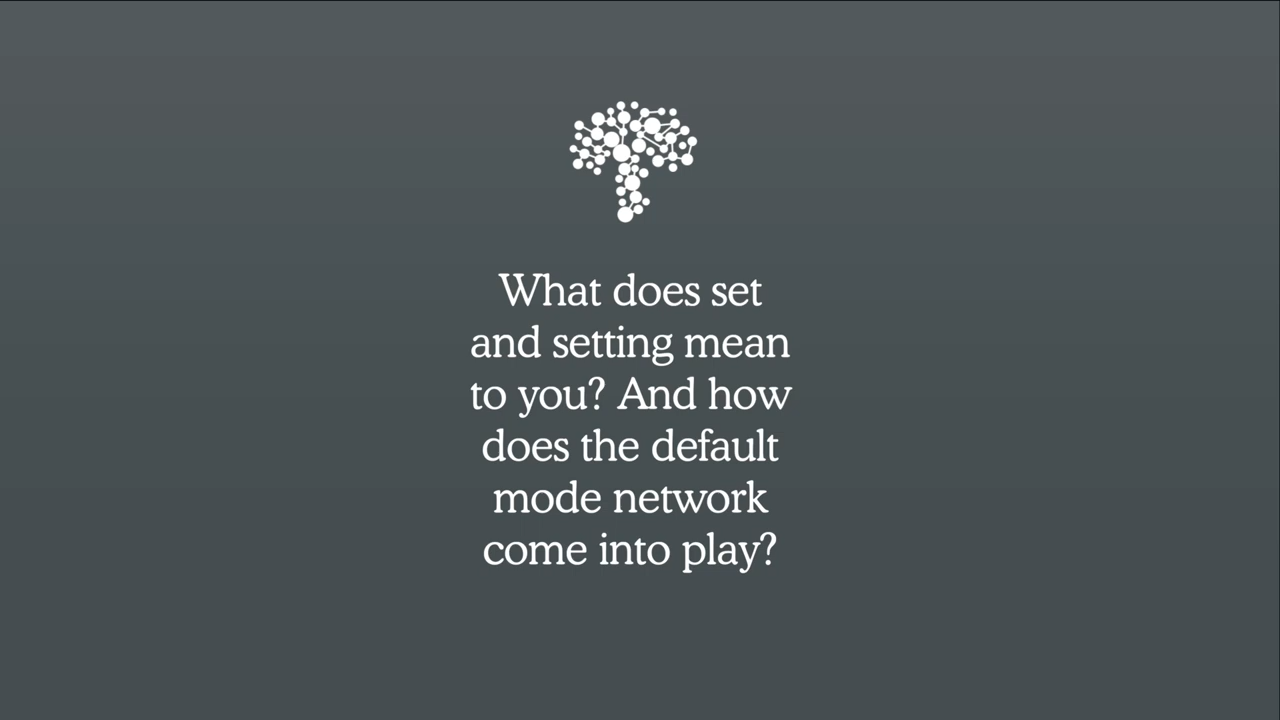 What does set
and setting mean
to you? And how
does the default
mode network
come into play?